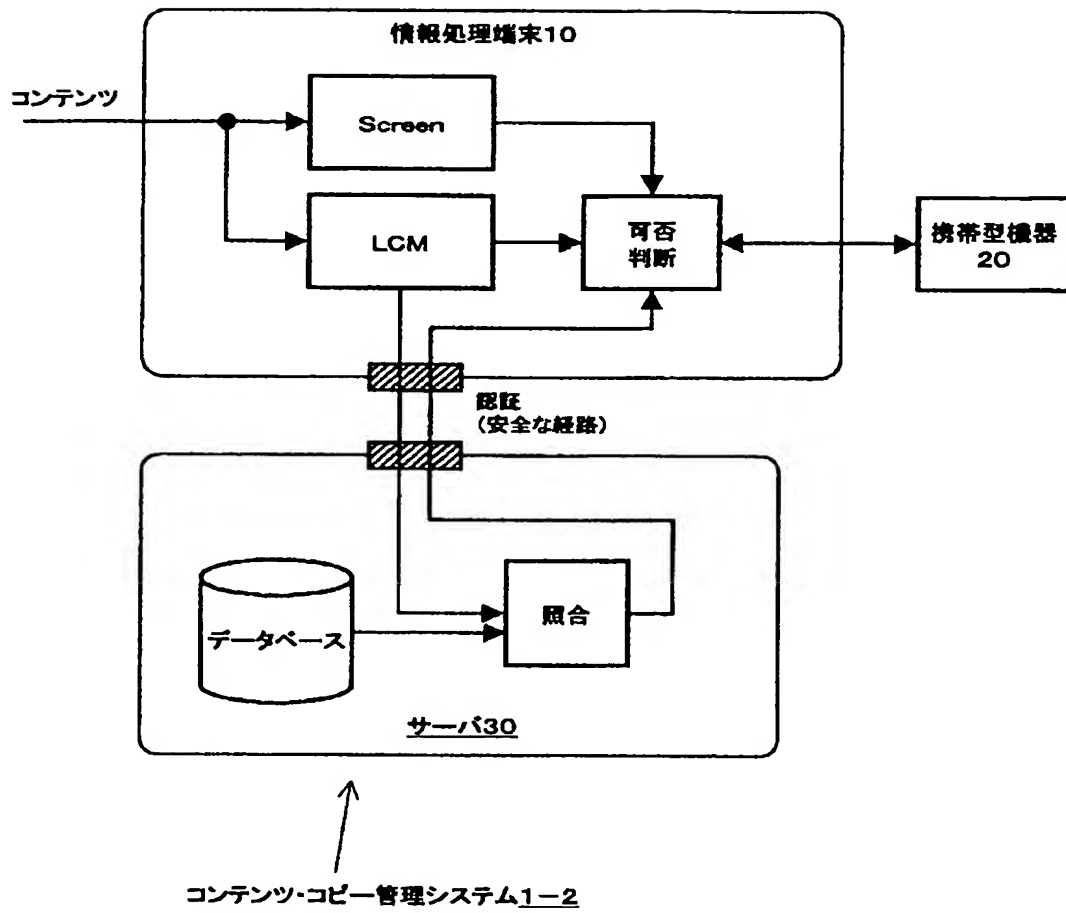 情報処理端末10
コンテンツ
Screen
LCM
可否
判断
携帯型機器
20
認証
(安全な経路)
データベース
照合
サーバ30
コンテンツ・コピー管理システム1-2